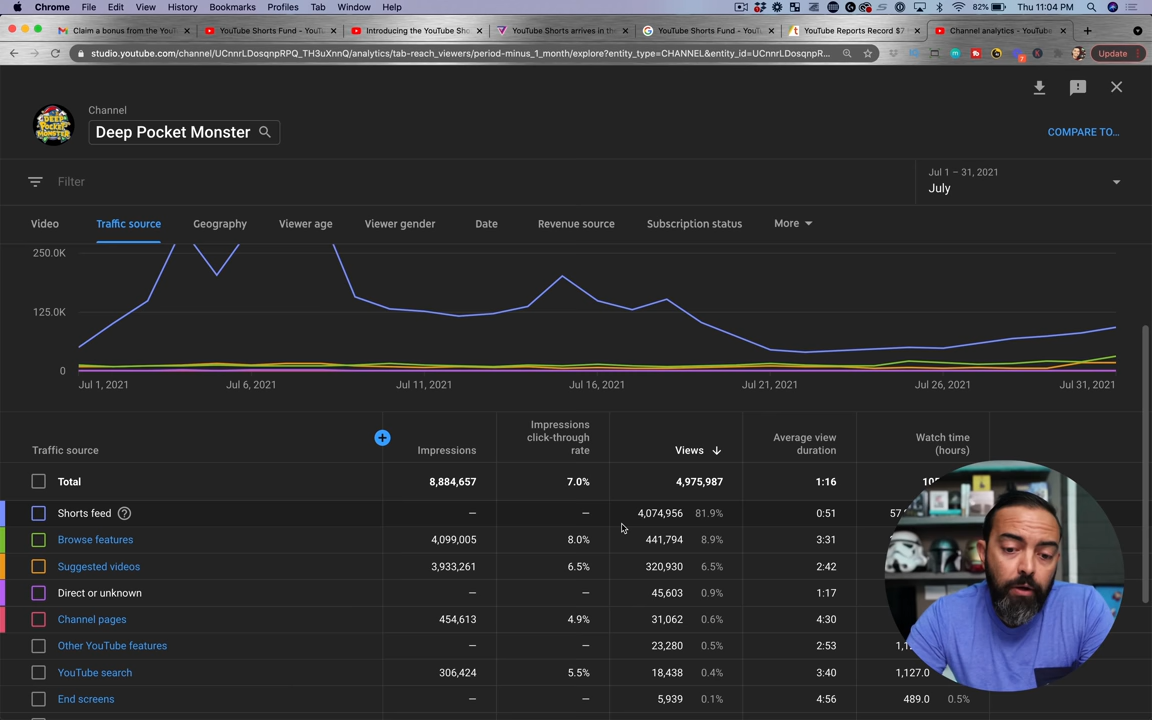 Chrome File Edit View History Bookmarks Profiles Tab Window Help 82% Thu 11:04 PM
Claim a bonus from the YouT YouTube Shorts Fund - YouTu Introducing the YouTube Sho YouTube Shorts arrives in the YouTube Shorts Fund - YouTu YouTube Reports Record $7 Channel analytics - YouTube
studio.youtube.com/channel/UCnnrLDosqnpRPQ_TH3uXnnQ/analytics/tab-reach_viewers/period-minus_1_month/explore?entity_type=CHANNEL&entity_id=UCnnrLDosqnpR... Update
Channel
Deep Pocket Monster
COMPARE TO...
DEEP POCKET MONSTER
Filter
Jul 1 – 31, 2021
July
Video Traffic source Geography Viewer age Viewer gender Date Revenue source Subscription status More
250.0K
125.0K
0
Jul 1, 2021 Jul 6, 2021 Jul 11, 2021 Jul 16, 2021 Jul 21, 2021 Jul 26, 2021 Jul 31, 2021
Traffic source Impressions Impressions click-through rate Views Average view duration Watch time (hours)
Total 8,884,657 7.0% 4,975,987 1:16
Shorts feed — — 4,074,956 81.9% 0:51
Browse features 4,099,005 8.0% 441,794 8.9% 3:31
Suggested videos 3,933,261 6.5% 320,930 6.5% 2:42
Direct or unknown — — 45,603 0.9% 1:17
Channel pages 454,613 4.9% 31,062 0.6% 4:30
Other YouTube features — — 23,280 0.5% 2:53
YouTube search 306,424 5.5% 18,438 0.4% 3:40 1,127.0
End screens — — 5,939 0.1% 4:56 489.0 0.5%